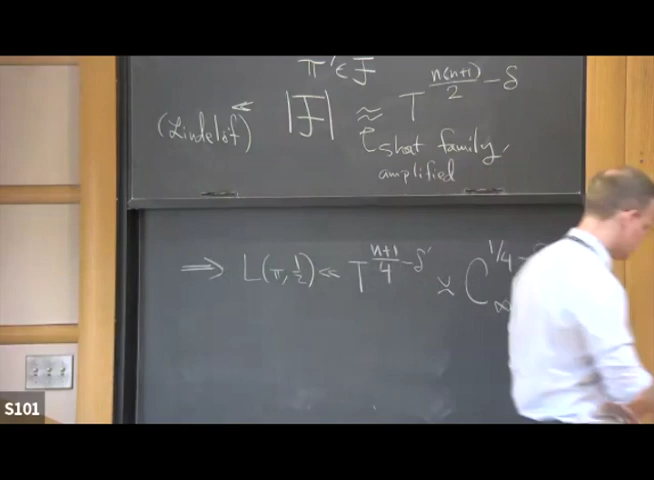 π' ∈ F
(Lindelöf) ≪ |F| ≈ T^{n(n+1)/2 - δ}
short family,
amplified
⟹ L(π, 1/2) ≪ T^{(n+1)/4 - δ'} ≍ C_∞^{1/4 -
S101